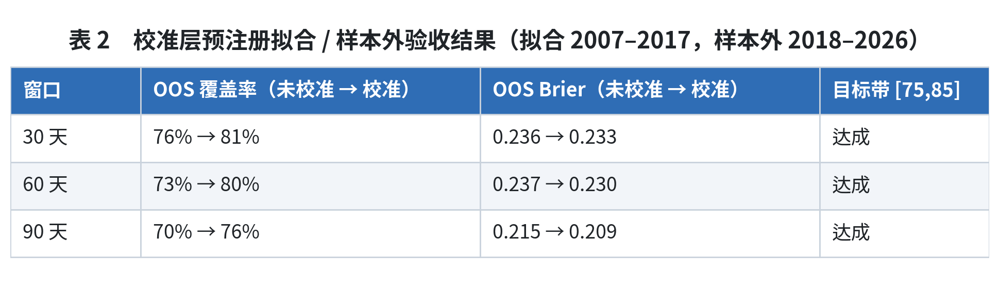 表 2　校准层预注册拟合 / 样本外验收结果（拟合 2007–2017，样本外 2018–2026）
窗口 OOS 覆盖率（未校准 → 校准） OOS Brier（未校准 → 校准） 目标带 [75,85]
30 天 76% → 81% 0.236 → 0.233 达成
60 天 73% → 80% 0.237 → 0.230 达成
90 天 70% → 76% 0.215 → 0.209 达成